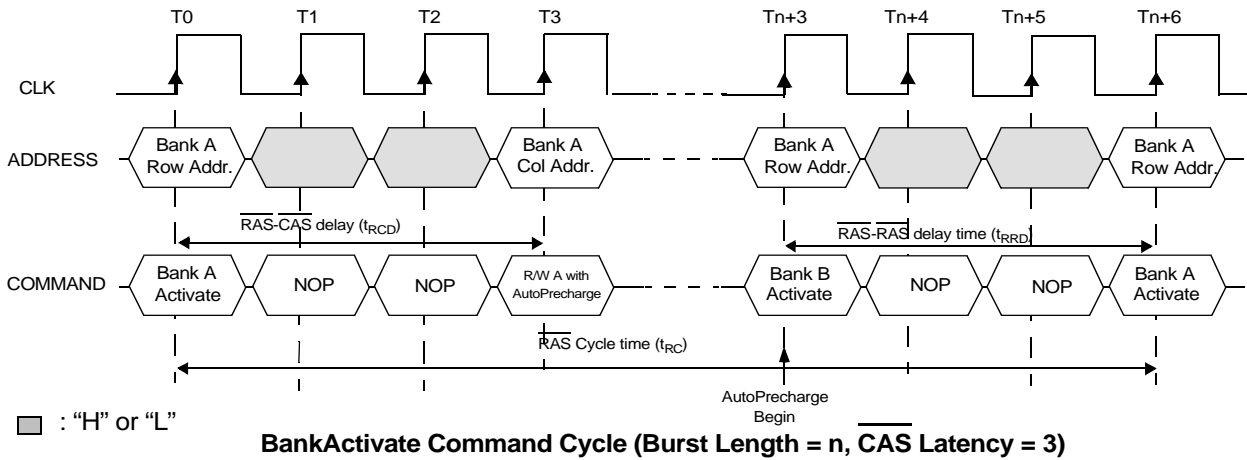 T0 T1 T2 T3 Tn+3 Tn+4 Tn+5 Tn+6
CLK
ADDRESS
Bank A
Row Addr.
Bank A
Col Addr.
Bank A
Row Addr.
Bank A
Row Addr.
RAS-CAS delay (tRCD)
RAS-RAS delay time (tRRD)
COMMAND
Bank A
Activate
NOP
NOP
R/W A with
AutoPrecharge
Bank B
Activate
NOP
NOP
Bank A
Activate
RAS Cycle time (tRC)
AutoPrecharge
Begin
: “H” or “L”
BankActivate Command Cycle (Burst Length = n, CAS Latency = 3)